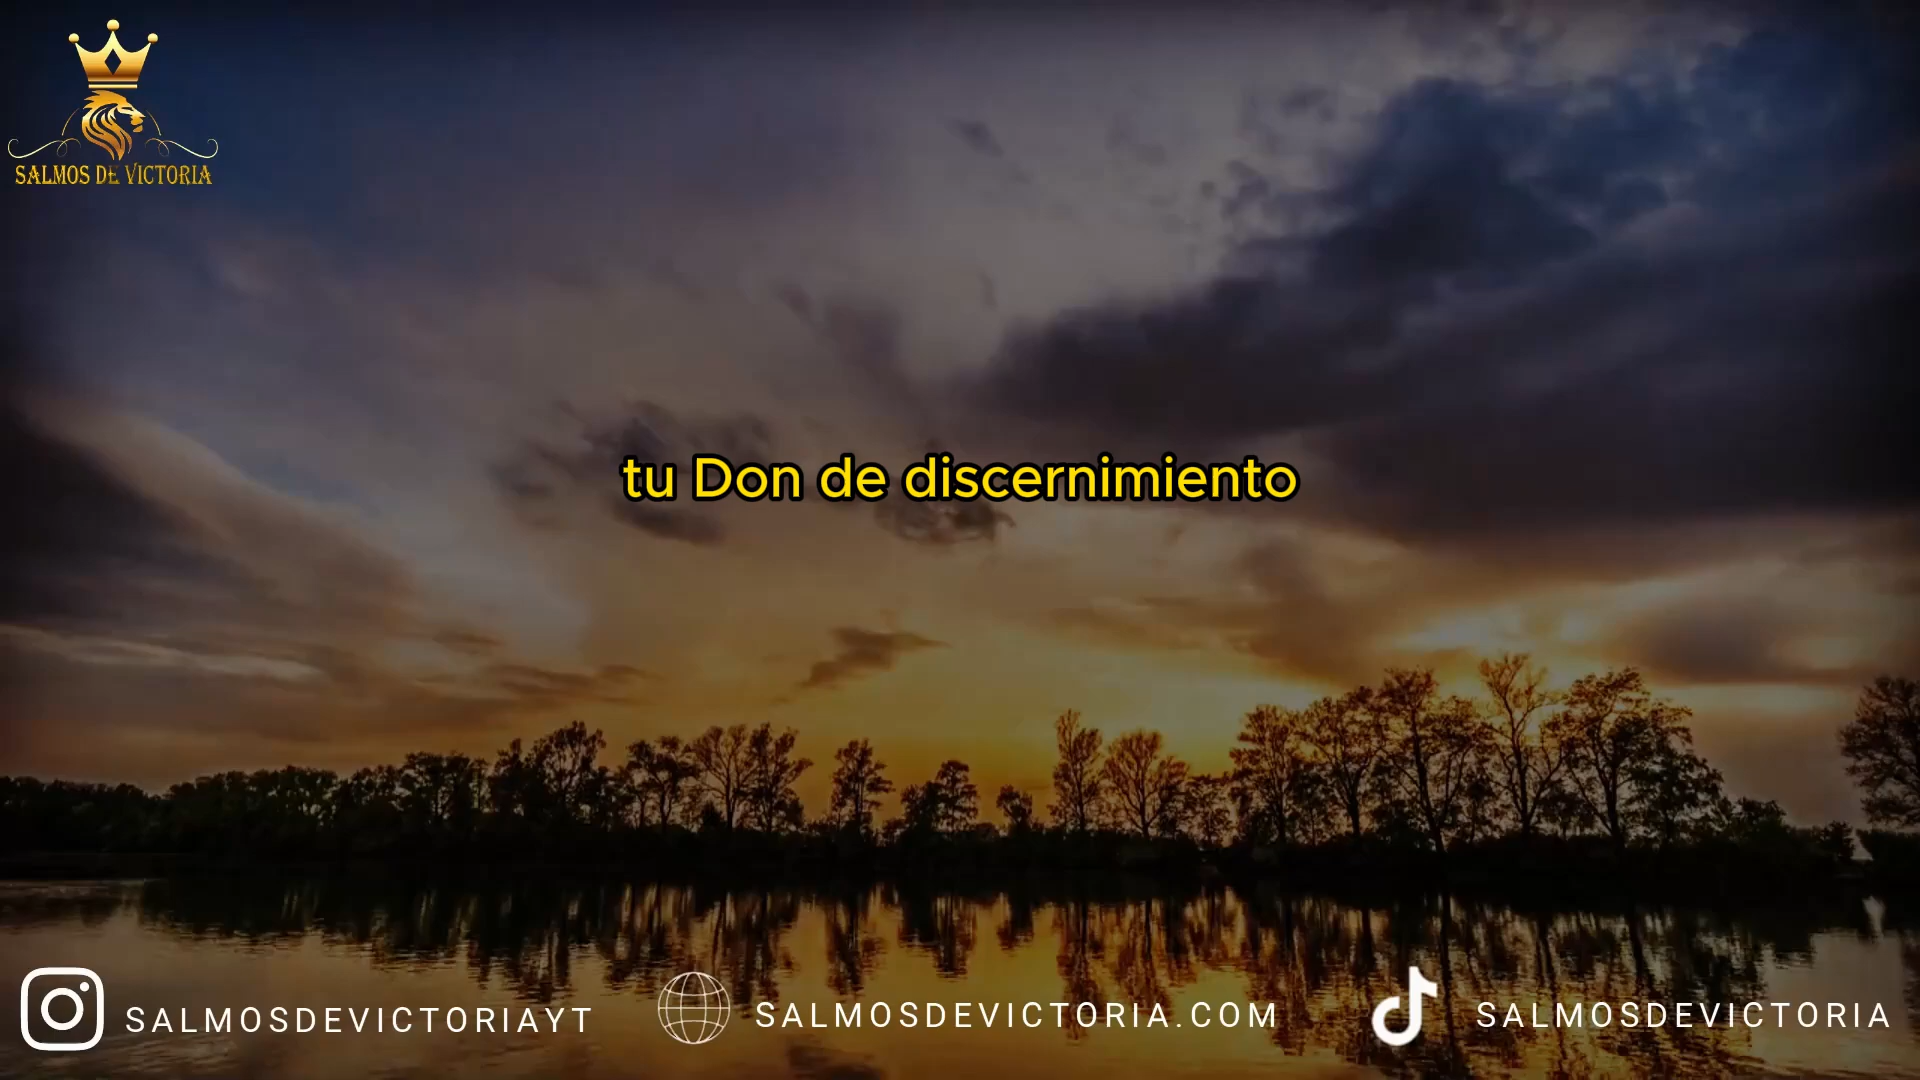 SALMOS DE VICTORIA
tu Don de discernimiento
SALMOSDEVICTORIAYT
SALMOSDEVICTORIA.COM
SALMOSDEVICTORIA